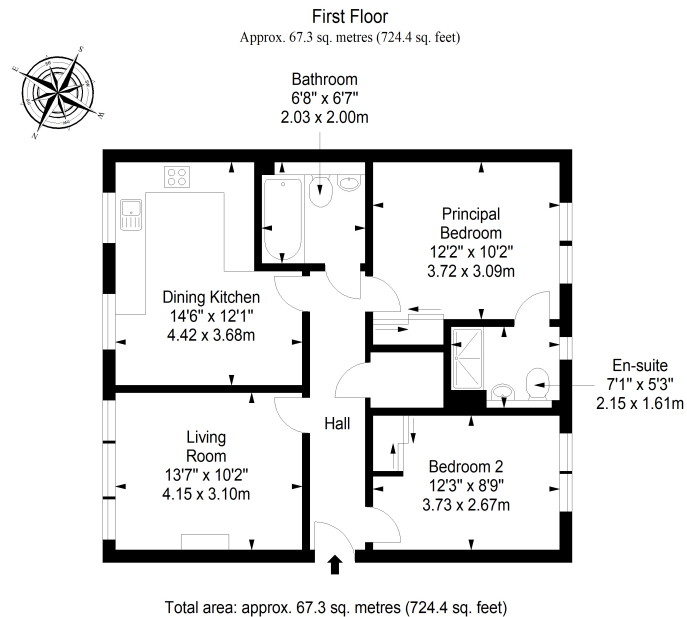 First Floor
Approx. 67.3 sq. metres (724.4 sq. feet)
S
E
W
N
Bathroom
6'8" x 6'7"
2.03 x 2.00m
Principal
Bedroom
12'2" x 10'2"
3.72 x 3.09m
Dining Kitchen
14'6" x 12'1"
4.42 x 3.68m
En-suite
7'1" x 5'3"
2.15 x 1.61m
Hall
Living
Room
13'7" x 10'2"
4.15 x 3.10m
Bedroom 2
12'3" x 8'9"
3.73 x 2.67m
Total area: approx. 67.3 sq. metres (724.4 sq. feet)